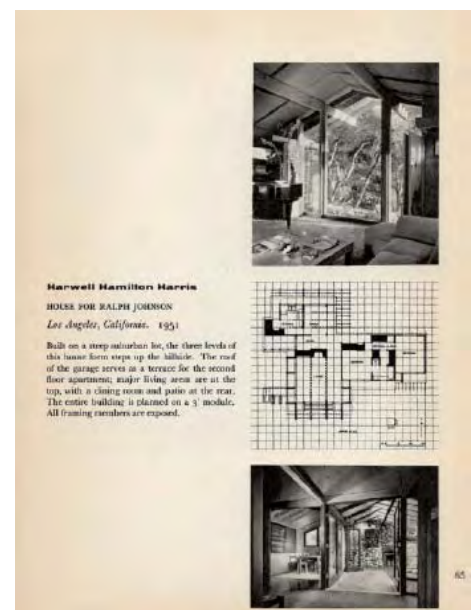 Harwell Hamilton Harris
HOUSE FOR RALPH JOHNSON
Los Angeles, California. 1951
Built on a steep suburban lot, the three levels of
this house form steps up the hillside. The roof
of the garage serves as a terrace for the second
floor apartment; major living areas are at the
top, with a dining room and patio at the rear.
The entire building is planned on a 3' module.
All framing members are exposed.
65